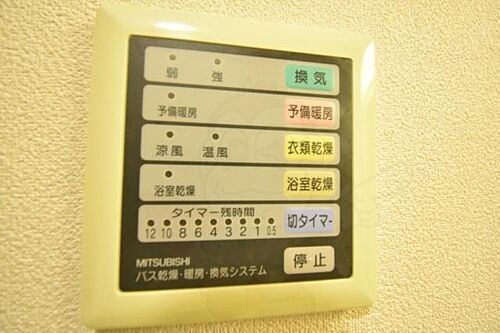 弱 強 換気
予備暖房 予備暖房
涼風 温風 衣類乾燥
浴室乾燥 浴室乾燥
タイマー残時間
12 10 8 6 4 3 2 1 0.5 切タイマー
MITSUBISHI
バス乾燥・暖房・換気システム 停止